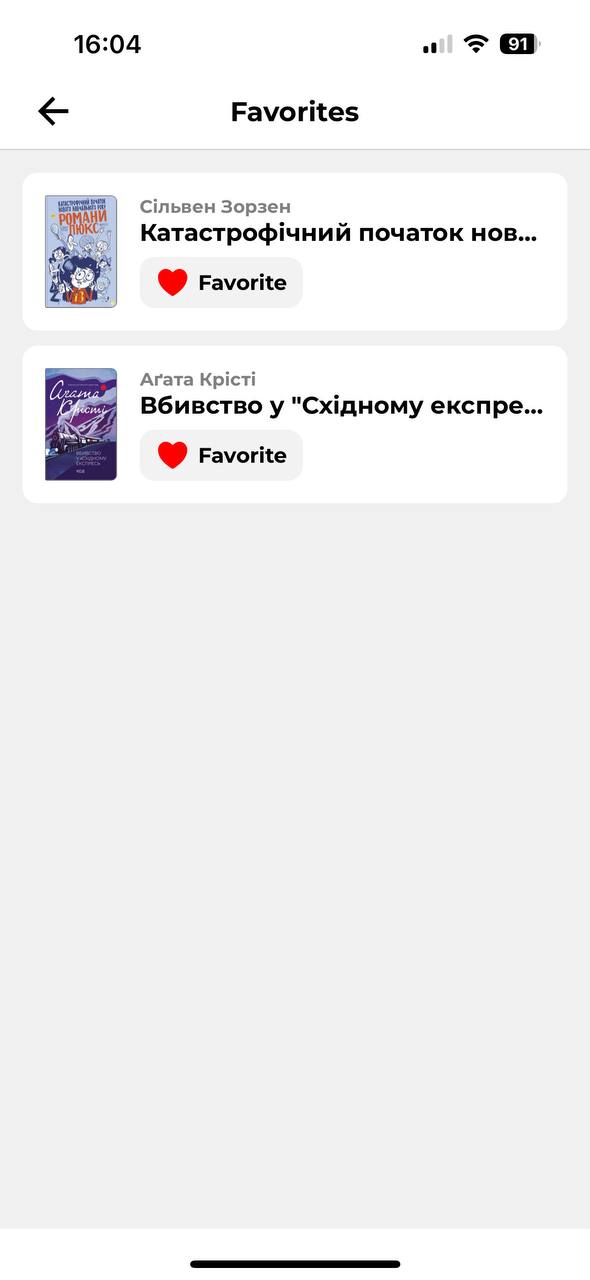 16:04
91
Favorites
КАТАСТРОФІЧНИЙ ПОЧАТОК
НОВОГО НАВЧАЛЬНОГО РОКУ
РОМАНИ
ЛЮКС
Сільвен Зорзен
Катастрофічний початок нов...
Favorite
Агата
Крісті
ВБИВСТВО
У «СХІДНОМУ
ЕКСПРЕСІ»
Аґата Крісті
Вбивство у "Східному експре...
Favorite